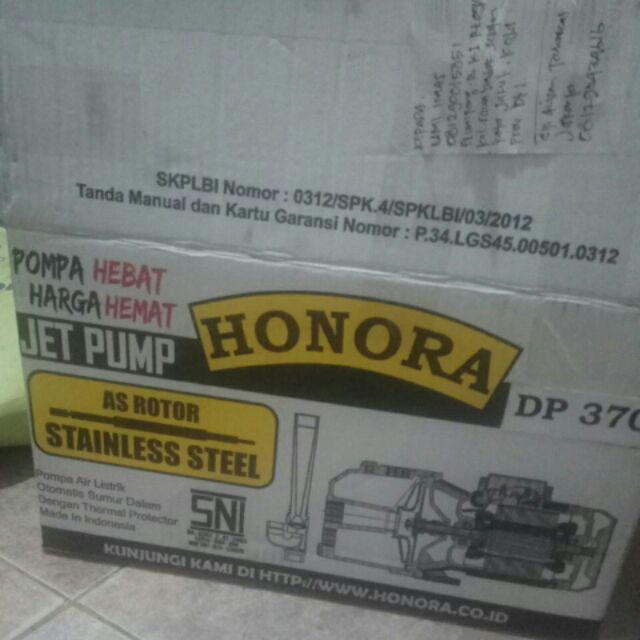 SKPLBI Nomor : 0312/SPK.4/SPKLBI/03/2012
Tanda Manual dan Kartu Garansi Nomor : P.34.LGS45.00501.0312
POMPA HEBAT
HARGA HEMAT
JET PUMP
HONORA
DP 370
AS ROTOR
STAINLESS STEEL
Pompa Air Listrik
Otomatis Sumur Dalam
Dengan Thermal Protector
Made In Indonesia
SNI
KUNJUNGI KAMI DI HTTP://WWW.HONORA.CO.ID